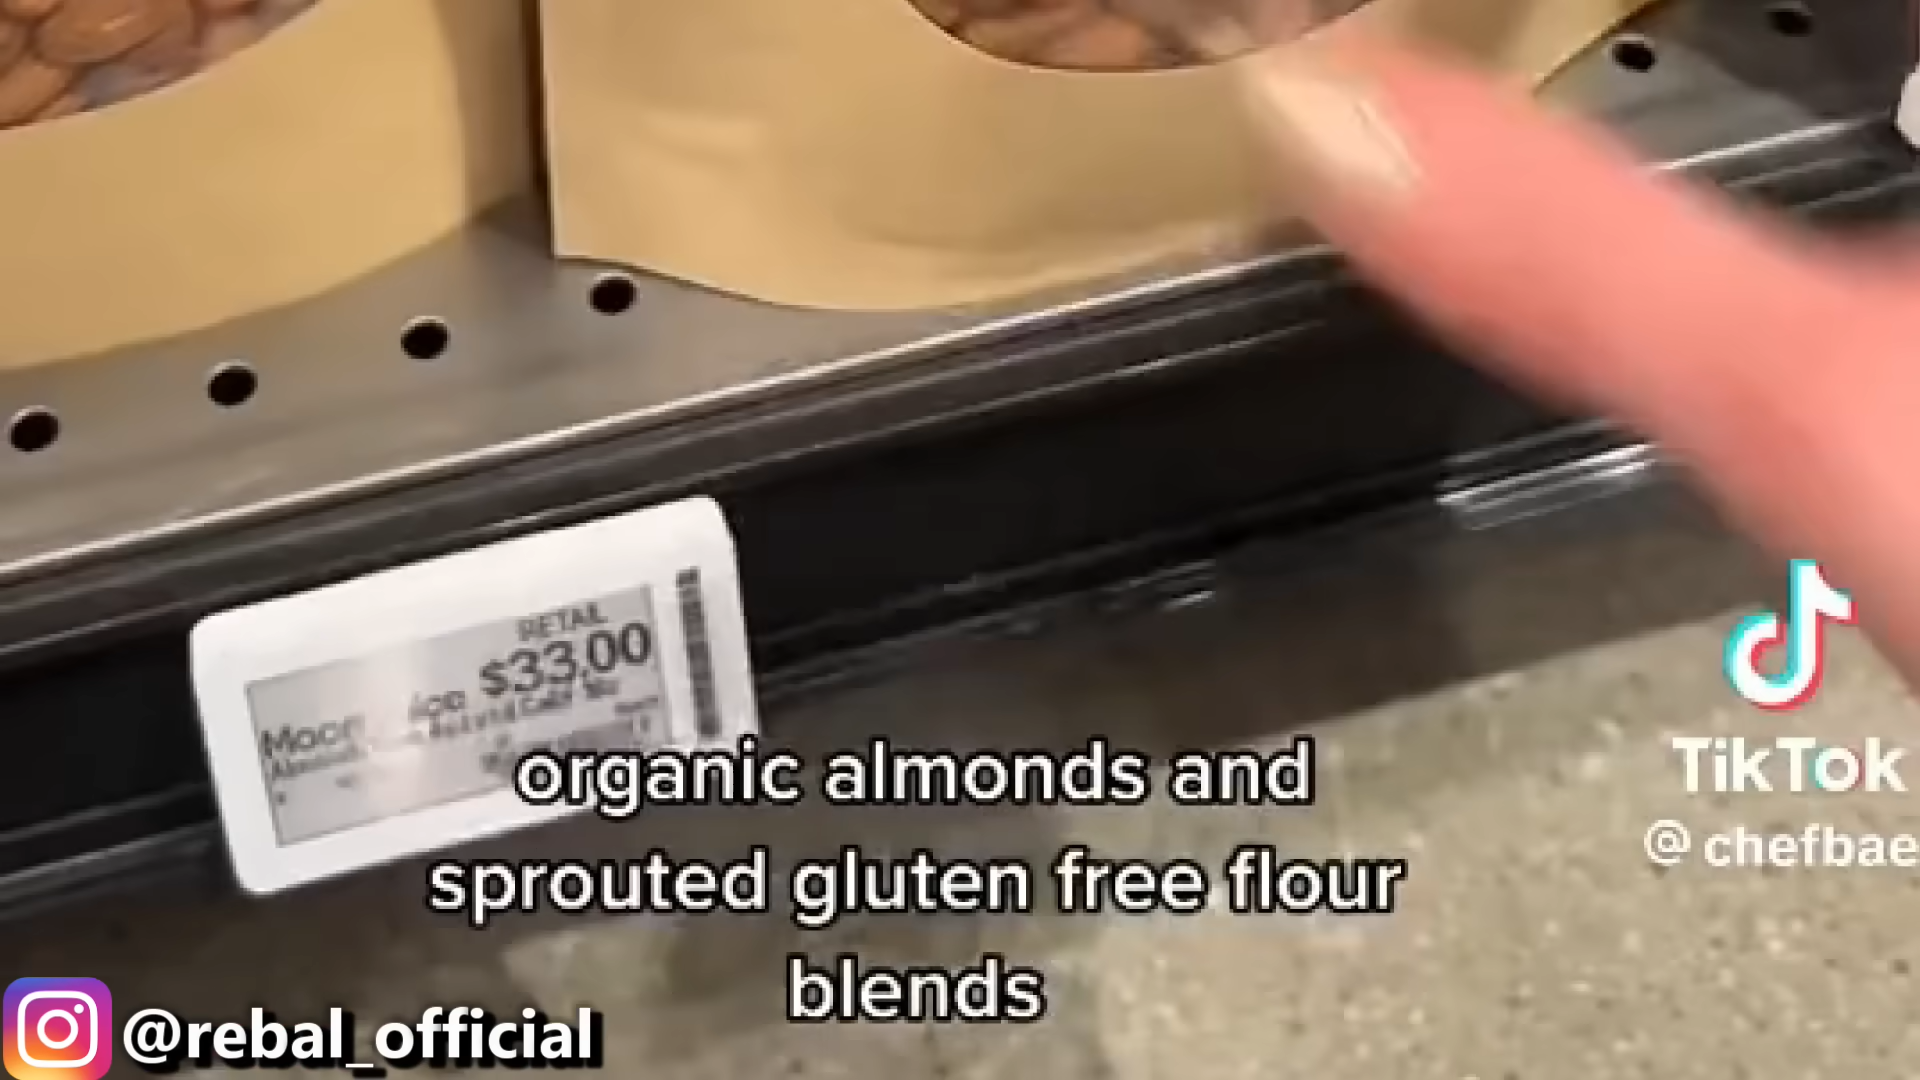 RETAIL
$33.00
organic almonds and
sprouted gluten free flour
blends
TikTok
@chefbae
@rebal_official